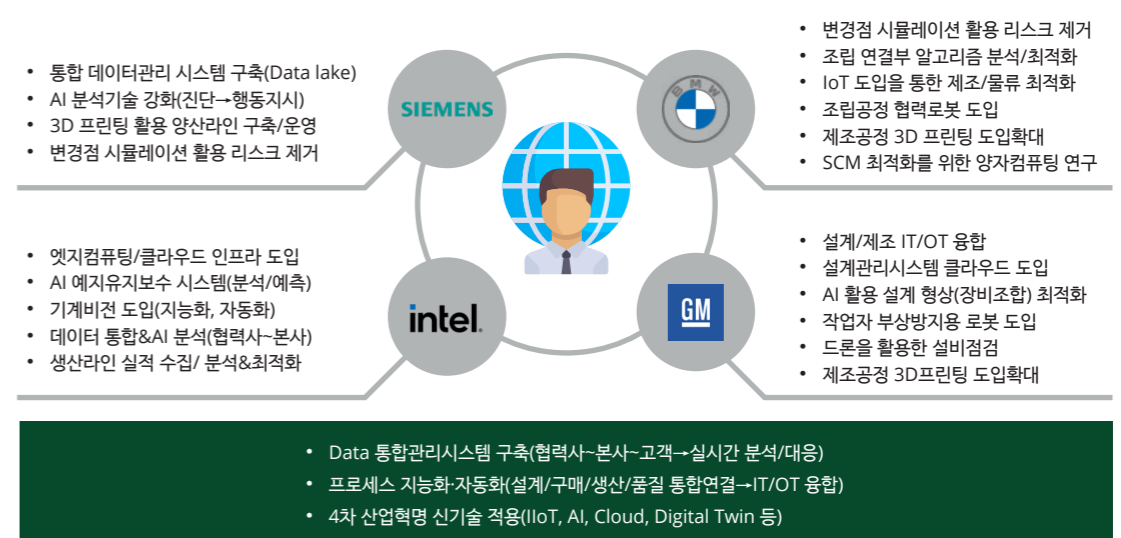 • 통합 데이터관리 시스템 구축(Data lake)
• AI 분석기술 강화(진단→행동지시)
• 3D 프린팅 활용 양산라인 구축/운영
• 변경점 시뮬레이션 활용 리스크 제거
SIEMENS
BMW
• 변경점 시뮬레이션 활용 리스크 제거
• 조립 연결부 알고리즘 분석/최적화
• IoT 도입을 통한 제조/물류 최적화
• 조립공정 협력로봇 도입
• 제조공정 3D 프린팅 도입확대
• SCM 최적화를 위한 양자컴퓨팅 연구
• 엣지컴퓨팅/클라우드 인프라 도입
• AI 예지유지보수 시스템(분석/예측)
• 기계비전 도입(지능화, 자동화)
• 데이터 통합&AI 분석(협력사~본사)
• 생산라인 실적 수집/ 분석&최적화
intel.
GM
• 설계/제조 IT/OT 융합
• 설계관리시스템 클라우드 도입
• AI 활용 설계 형상(장비조합) 최적화
• 작업자 부상방지용 로봇 도입
• 드론을 활용한 설비점검
• 제조공정 3D프린팅 도입확대
• Data 통합관리시스템 구축(협력사~본사~고객→실시간 분석/대응)
• 프로세스 지능화·자동화(설계/구매/생산/품질 통합연결→IT/OT 융합)
• 4차 산업혁명 신기술 적용(IIoT, AI, Cloud, Digital Twin 등)